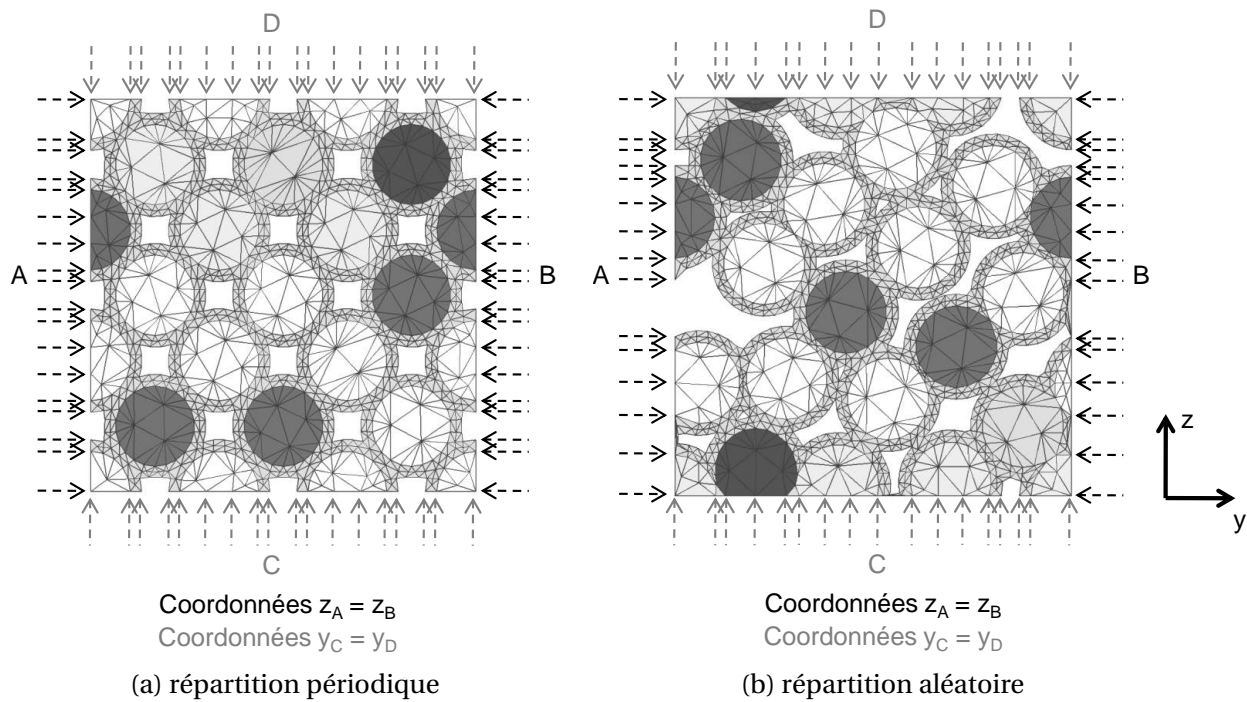 D
D
A
B
A
B
z
y
C
C
Coordonnées z_A = z_B
Coordonnées y_C = y_D
(a) répartition périodique
Coordonnées z_A = z_B
Coordonnées y_C = y_D
(b) répartition aléatoire